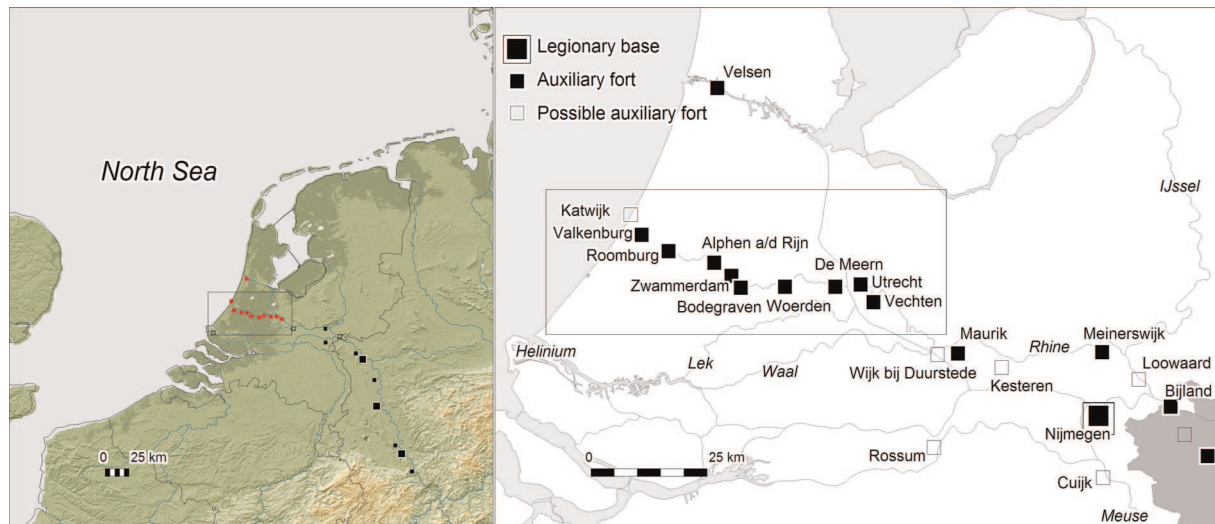 North Sea
0 25 km
Legionary base
Auxiliary fort
Possible auxiliary fort
Velsen
IJssel
Katwijk
Valkenburg
Roomburg
Alphen a/d Rijn
Zwammerdam
De Meern
Utrecht
Bodegraven
Woerden
Vechten
Helinium
Lek
Waal
Maurik
Wijk bij Duurstede
Rhine
Meinerswijk
Kesteren
Loowaard
Bijland
Nijmegen
Rossum
0 25 km
Cuijk
Meuse